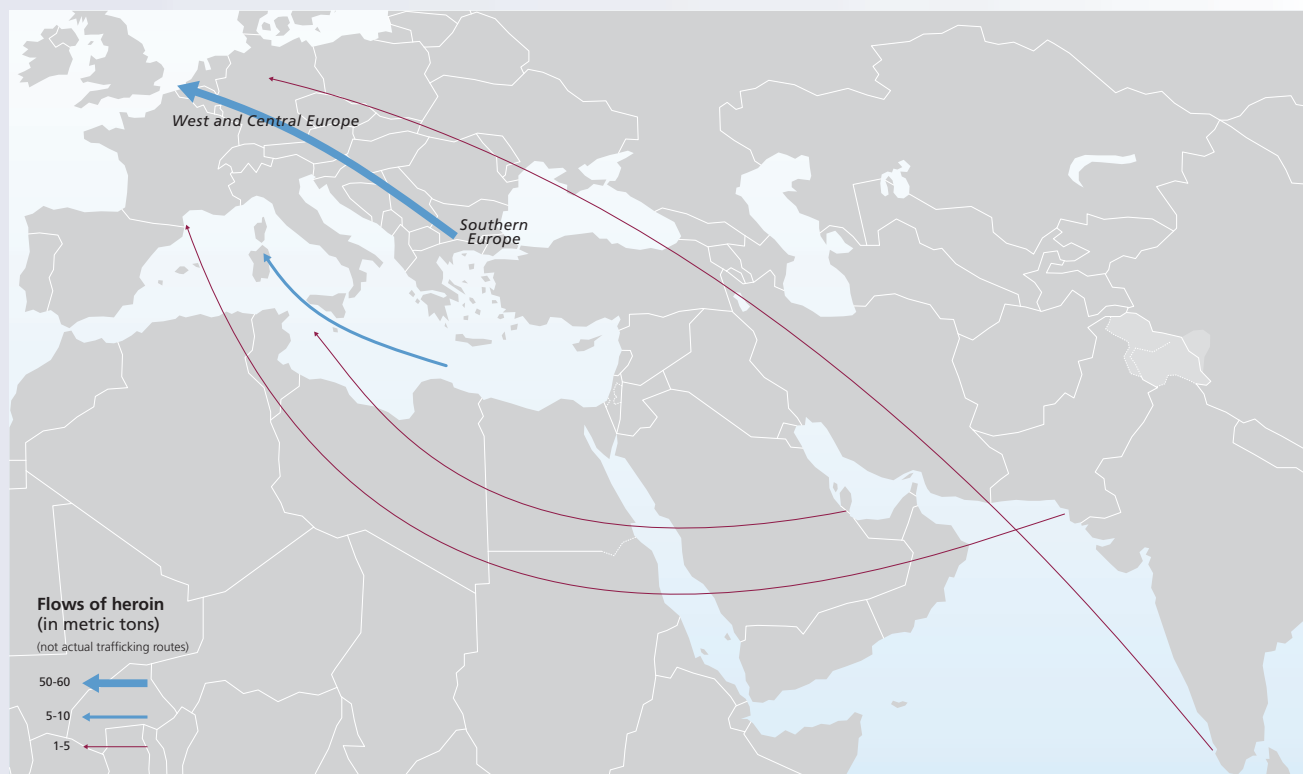 West and Central Europe
Southern
Europe
Flows of heroin
(in metric tons)
(not actual trafficking routes)
50-60
5-10
1-5